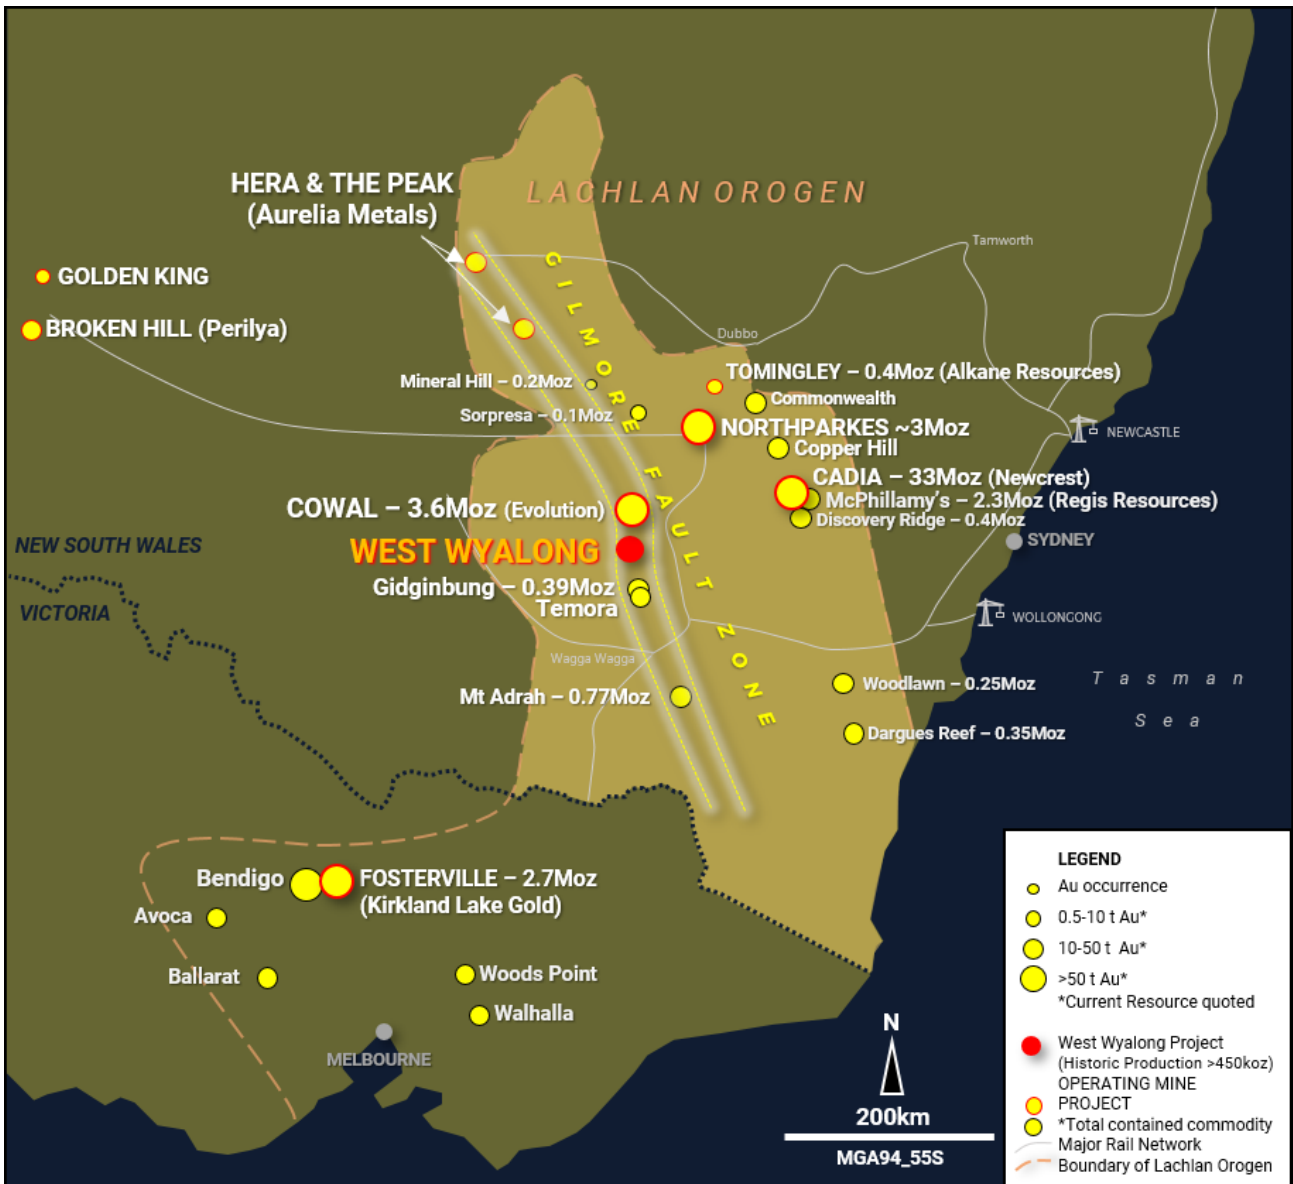 LACHLAN OROGEN
HERA & THE PEAK
(Aurelia Metals)
Tamworth
GOLDEN KING
BROKEN HILL (Perilya)
GILMORE FAULT ZONE
Dubbo
Mineral Hill – 0.2Moz
TOMINGLEY – 0.4Moz (Alkane Resources)
Commonwealth
Sorpresa – 0.1Moz
NORTHPARKES ~3Moz
NEWCASTLE
Copper Hill
CADIA – 33Moz (Newcrest)
McPhillamy's – 2.3Moz (Regis Resources)
COWAL – 3.6Moz (Evolution)
Discovery Ridge – 0.4Moz
SYDNEY
NEW SOUTH WALES
WEST WYALONG
VICTORIA
Gidginbung – 0.39Moz
Temora
WOLLONGONG
Wagga Wagga
Tasman
Sea
Mt Adrah – 0.77Moz
Woodlawn – 0.25Moz
Dargues Reef – 0.35Moz
Bendigo
FOSTERVILLE – 2.7Moz
(Kirkland Lake Gold)
Avoca
Ballarat
Woods Point
Walhalla
MELBOURNE
N
200km
MGA94_55S
LEGEND
Au occurrence
0.5-10 t Au*
10-50 t Au*
>50 t Au*
*Current Resource quoted
West Wyalong Project
(Historic Production >450koz)
OPERATING MINE
PROJECT
*Total contained commodity
Major Rail Network
Boundary of Lachlan Orogen